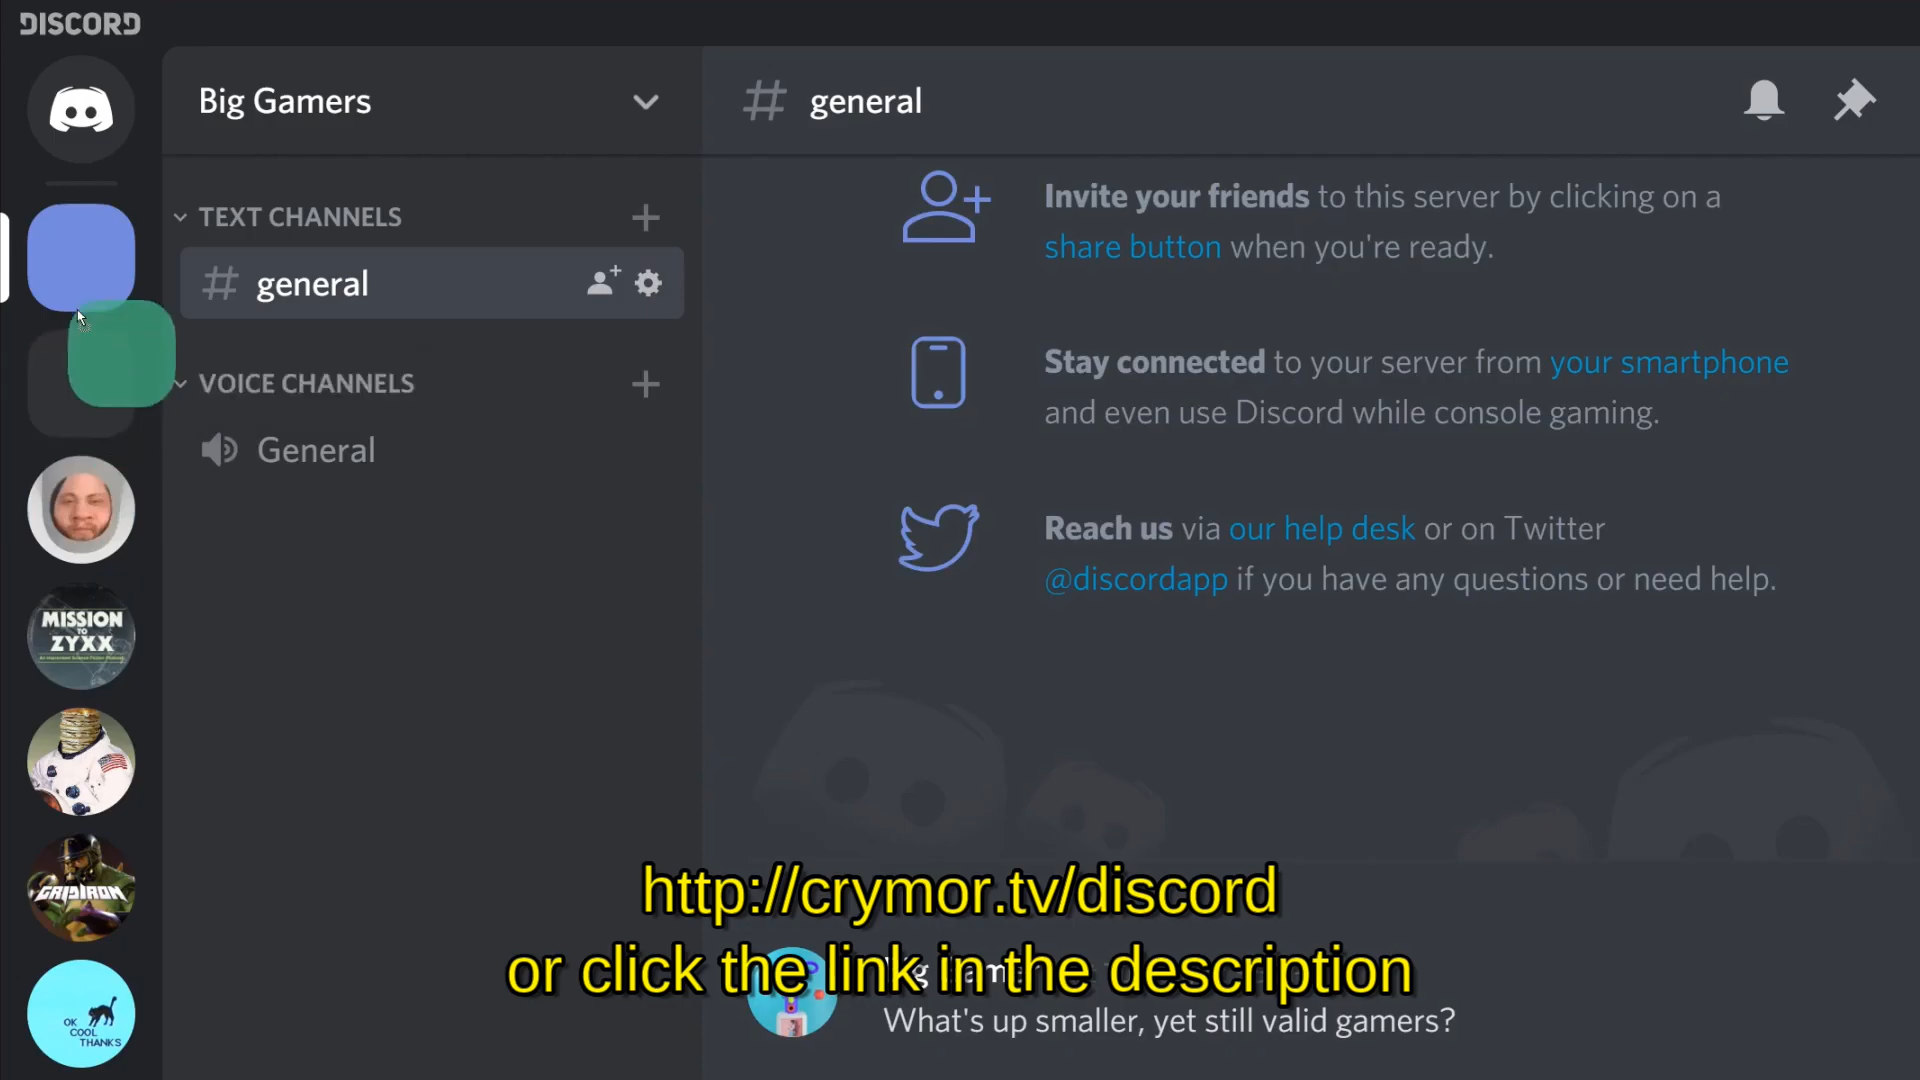 DISCORD
Big Gamers
general
TEXT CHANNELS
general
VOICE CHANNELS
General
Invite your friends to this server by clicking on a
share button when you're ready.
Stay connected to your server from your smartphone
and even use Discord while console gaming.
Reach us via our help desk or on Twitter
@discordapp if you have any questions or need help.
MISSION
TO
ZYXX
GRIDIRON
OK
COOL
THANKS
http://crymor.tv/discord
or click the link in the description
What's up smaller, yet still valid gamers?